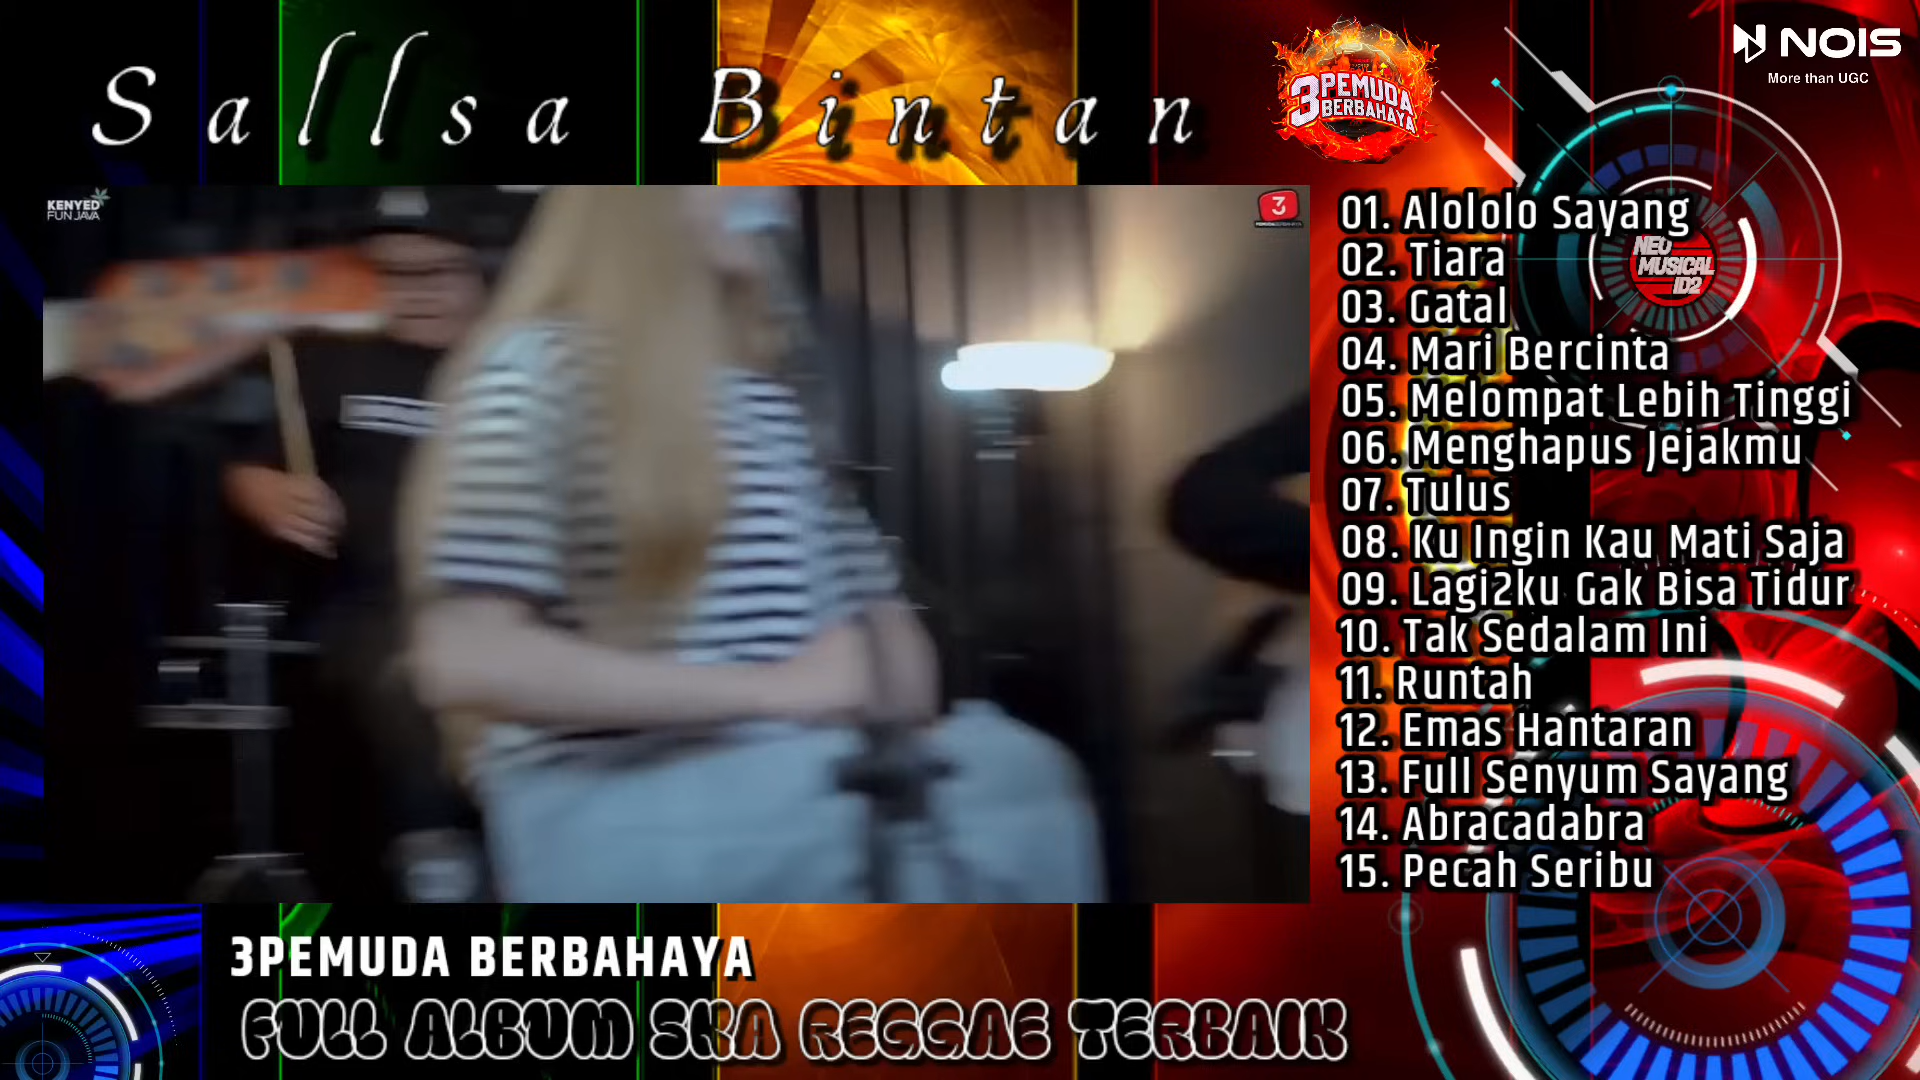 Sallsa Bintan
3PEMUDA
BERBAHAYA
NOIS
More than UGC
KENYED
FUN JAVA
3
NEO
MUSICAL
ID2
01. Alololo Sayang
02. Tiara
03. Gatal
04. Mari Bercinta
05. Melompat Lebih Tinggi
06. Menghapus Jejakmu
07. Tulus
08. Ku Ingin Kau Mati Saja
09. Lagi2ku Gak Bisa Tidur
10. Tak Sedalam Ini
11. Runtah
12. Emas Hantaran
13. Full Senyum Sayang
14. Abracadabra
15. Pecah Seribu
3PEMUDA BERBAHAYA
FULL ALBUM SKA REGGAE TERBAIK